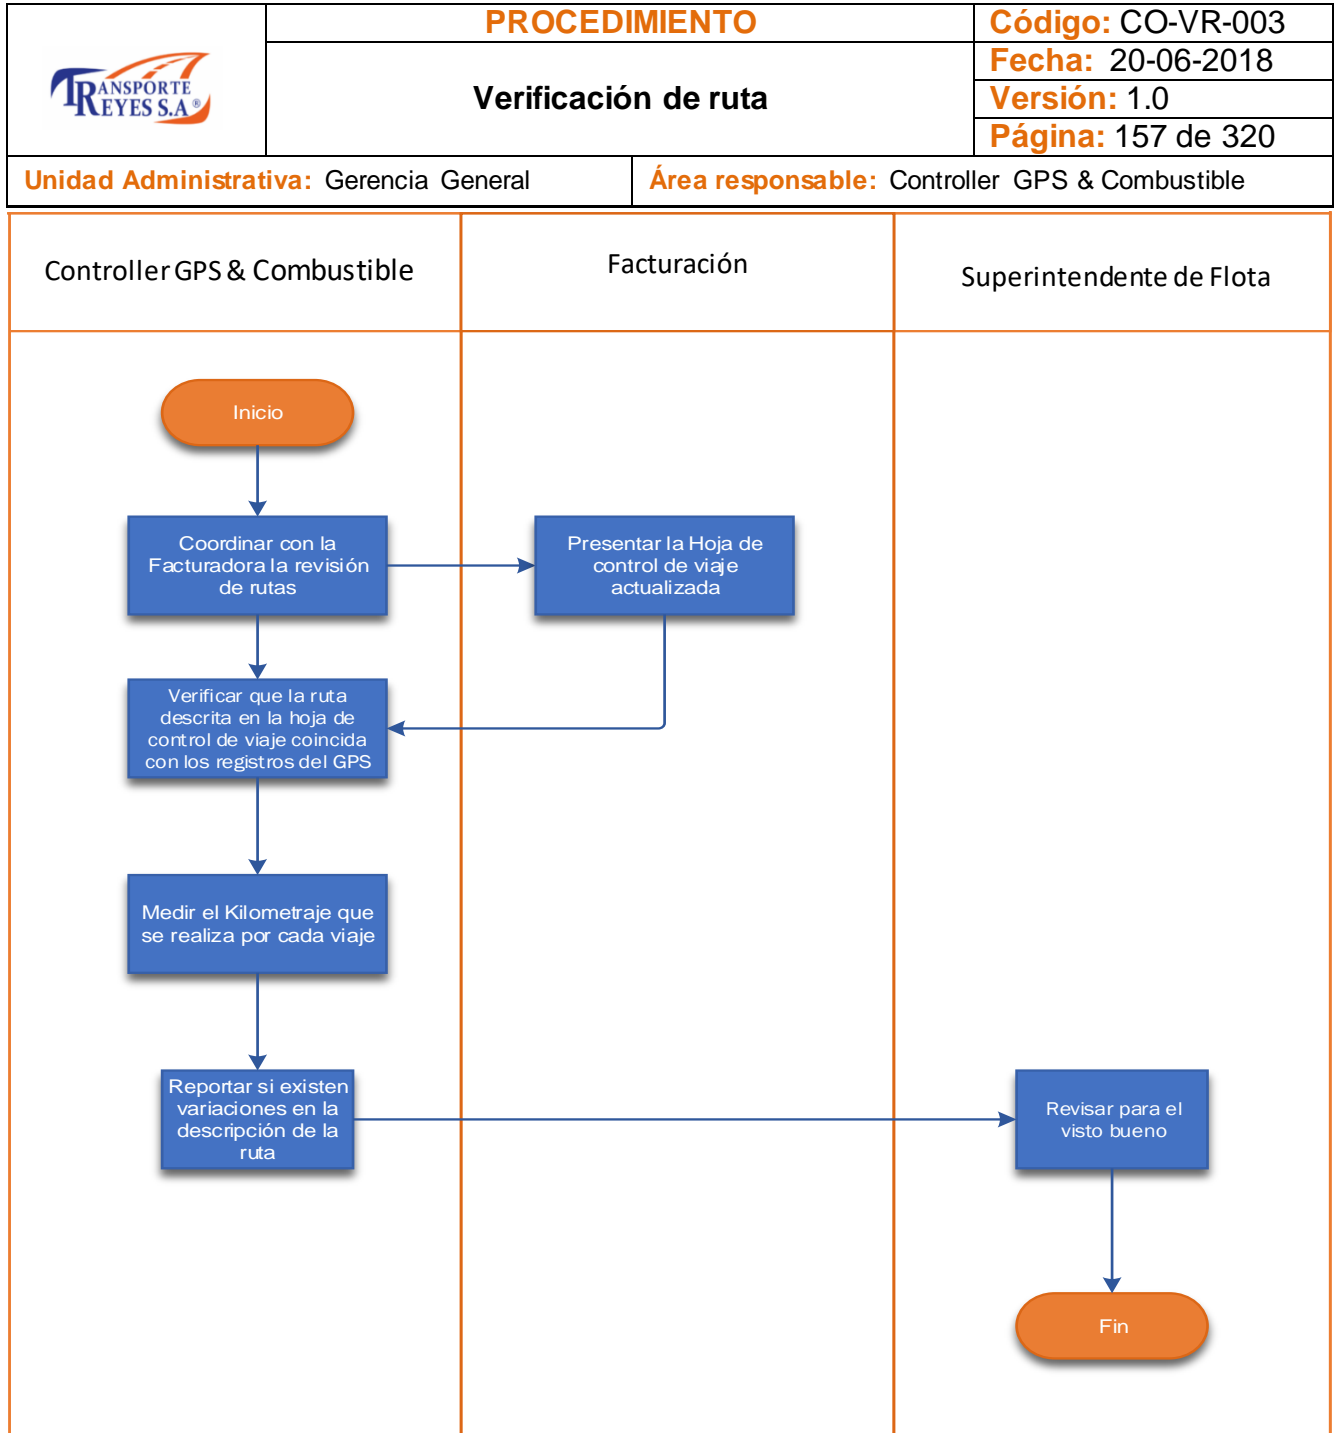 TRANSPORTE
REYES S.A®
PROCEDIMIENTO
Verificación de ruta
Código: CO-VR-003
Fecha: 20-06-2018
Versión: 1.0
Página: 157 de 320
Unidad Administrativa: Gerencia General
Área responsable: Controller GPS & Combustible
Controller GPS & Combustible
Facturación
Superintendente de Flota
Inicio
Coordinar con la
Facturadora la revisión
de rutas
Presentar la Hoja de
control de viaje
actualizada
Verificar que la ruta
descrita en la hoja de
control de viaje coincida
con los registros del GPS
Medir el Kilometraje que
se realiza por cada viaje
Reportar si existen
variaciones en la
descripción de la
ruta
Revisar para el
visto bueno
Fin